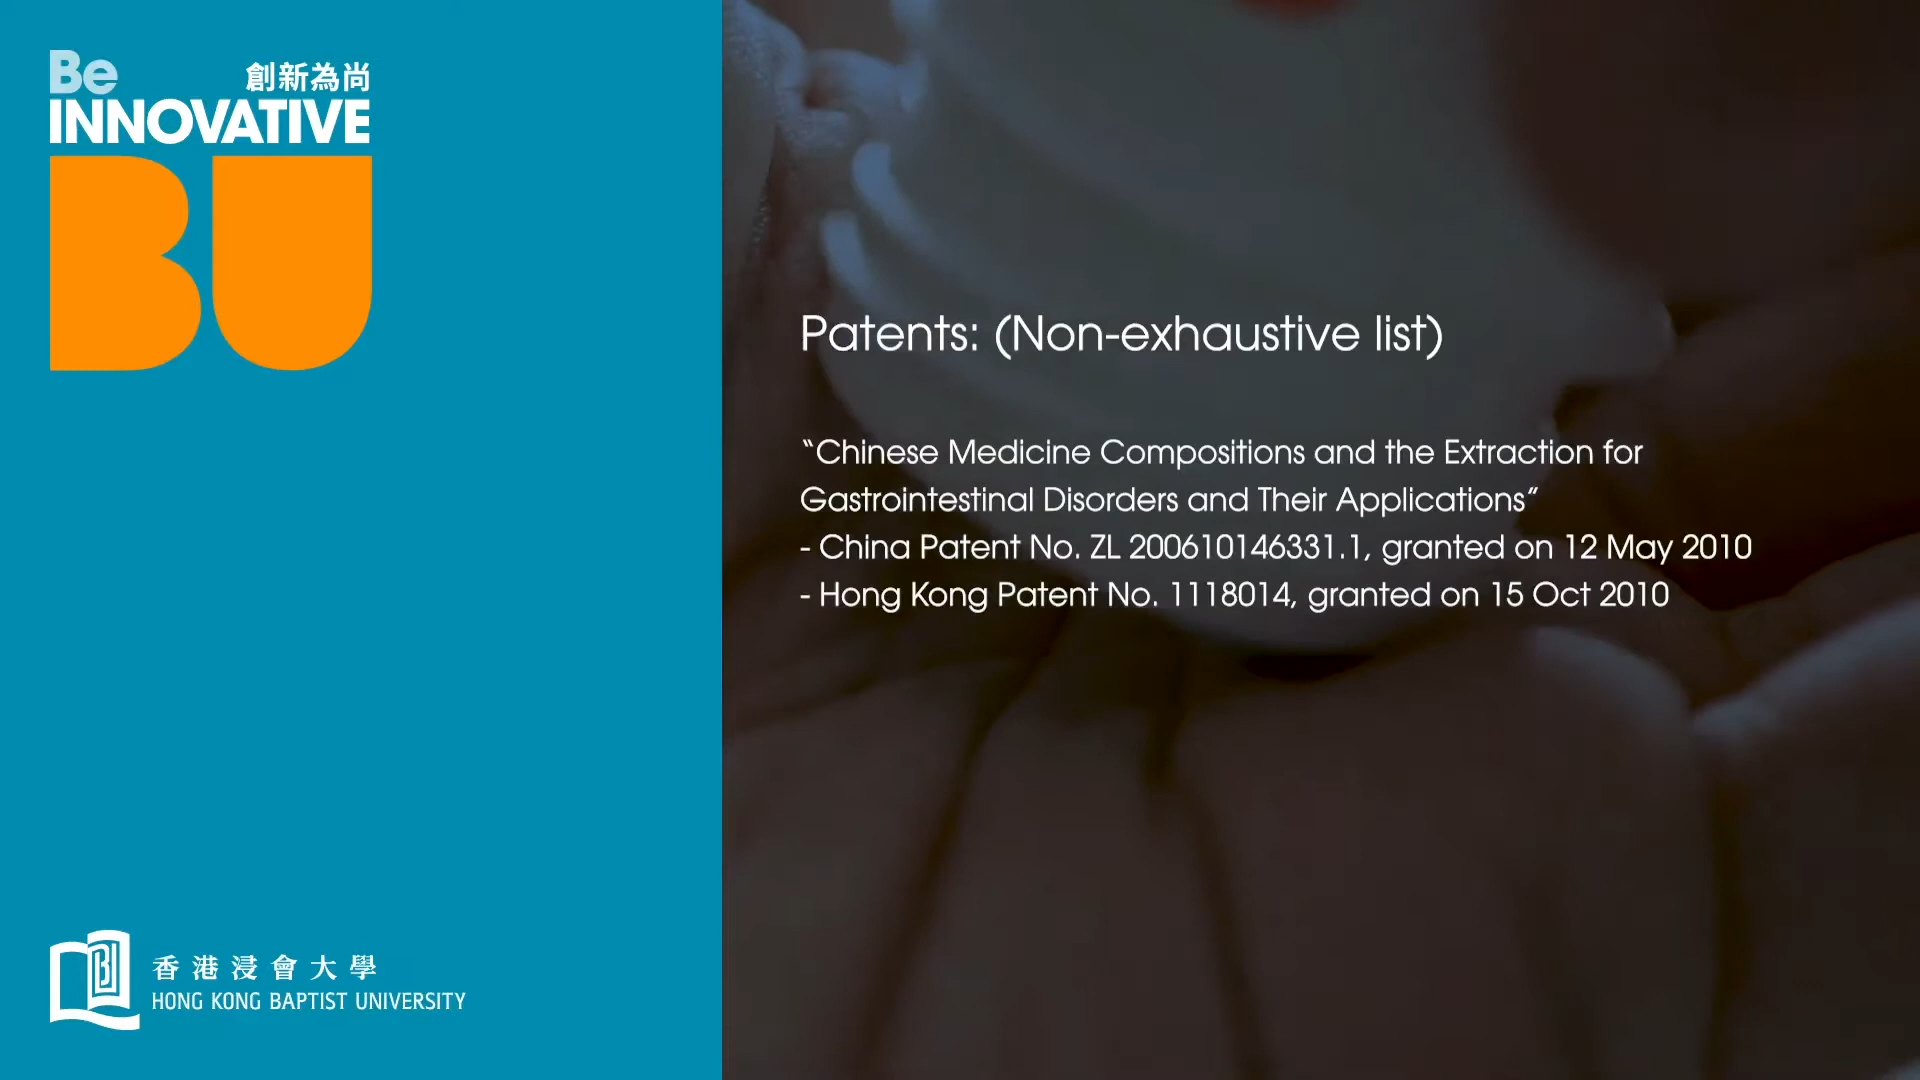 Be
創新為尚
INNOVATIVE
BU
Patents: (Non-exhaustive list)
“Chinese Medicine Compositions and the Extraction for
Gastrointestinal Disorders and Their Applications”
- China Patent No. ZL 200610146331.1, granted on 12 May 2010
- Hong Kong Patent No. 1118014, granted on 15 Oct 2010
香港浸會大學
HONG KONG BAPTIST UNIVERSITY